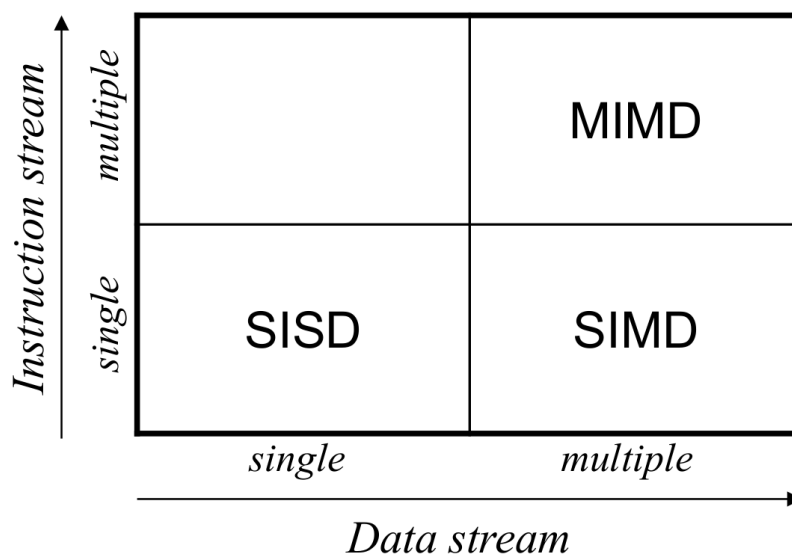 Instruction stream
multiple
MIMD
single
SISD
SIMD
single
multiple
Data stream